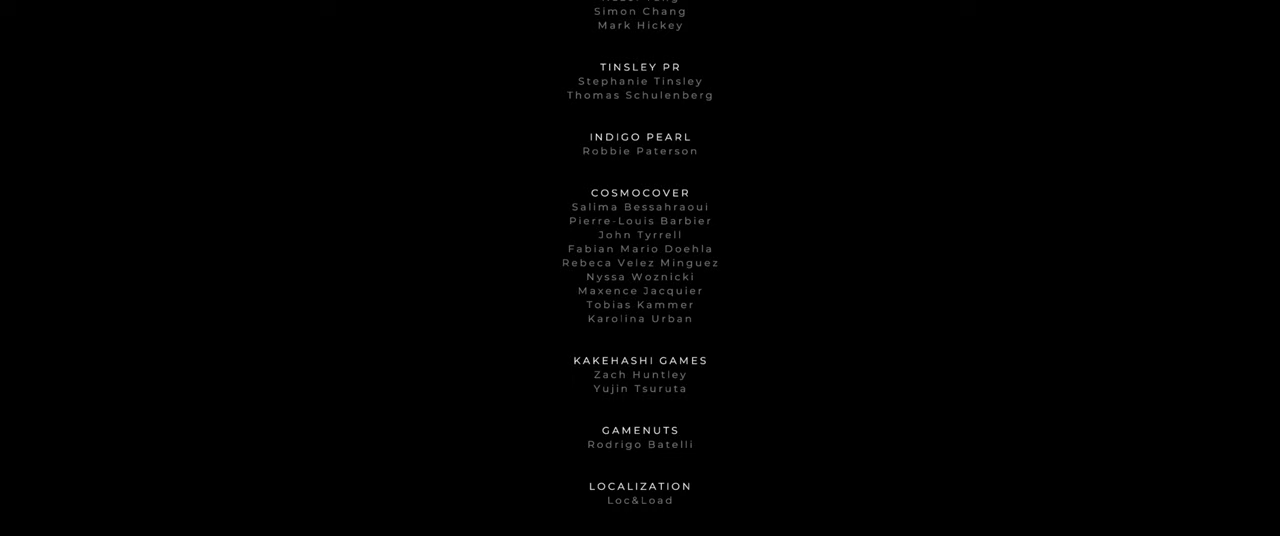 Simon Chang
Mark Hickey
TINSLEY PR
Stephanie Tinsley
Thomas Schulenberg
INDIGO PEARL
Robbie Paterson
COSMOCOVER
Salima Bessahraoui
Pierre-Louis Barbier
John Tyrrell
Fabian Mario Doehla
Rebeca Velez Minguez
Nyssa Woznicki
Maxence Jacquier
Tobias Kammer
Karolina Urban
KAKEHASHI GAMES
Zach Huntley
Yujin Tsuruta
GAMENUTS
Rodrigo Batelli
LOCALIZATION
Loc&Load